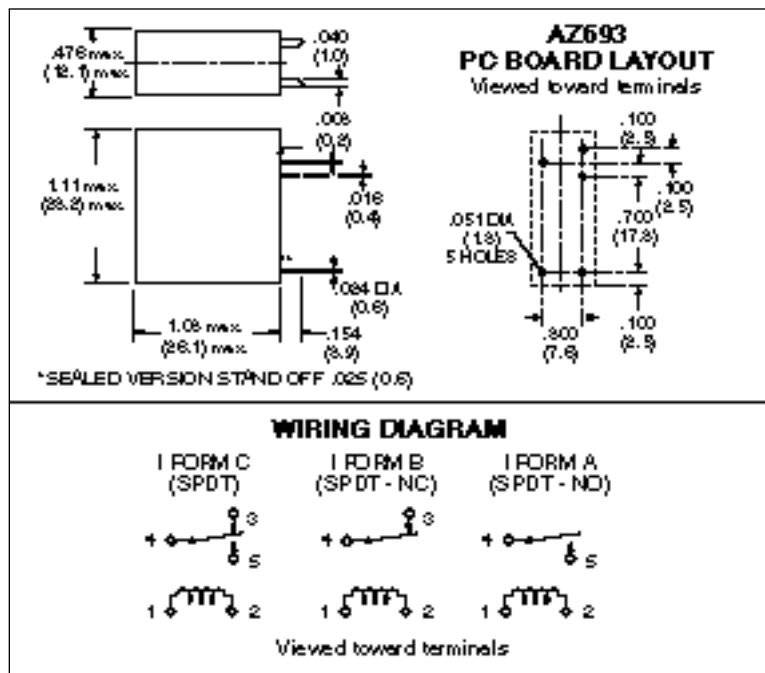 .476 max.
(12.1) max.
.040
(1.0)
.008
(0.2)
1.11 max.
(28.2) max.
.016
(0.4)
.024 DIA
(0.6)
1.03 max.
(26.1) max.
.154
(3.9)
*SEALED VERSION STAND OFF .025 (0.6)
AZ693
PC BOARD LAYOUT
Viewed toward terminals
.100
(2.5)
.100
(2.5)
.700
(17.8)
.051 DIA
(1.3)
5 HOLES
.300
(7.6)
.100
(2.5)
WIRING DIAGRAM
1 FORM C
(SPDT)
1 FORM B
(SPDT - NC)
1 FORM A
(SPDT - NO)
3
4
5
1 2
3
4
1 2
4
5
1 2
Viewed toward terminals